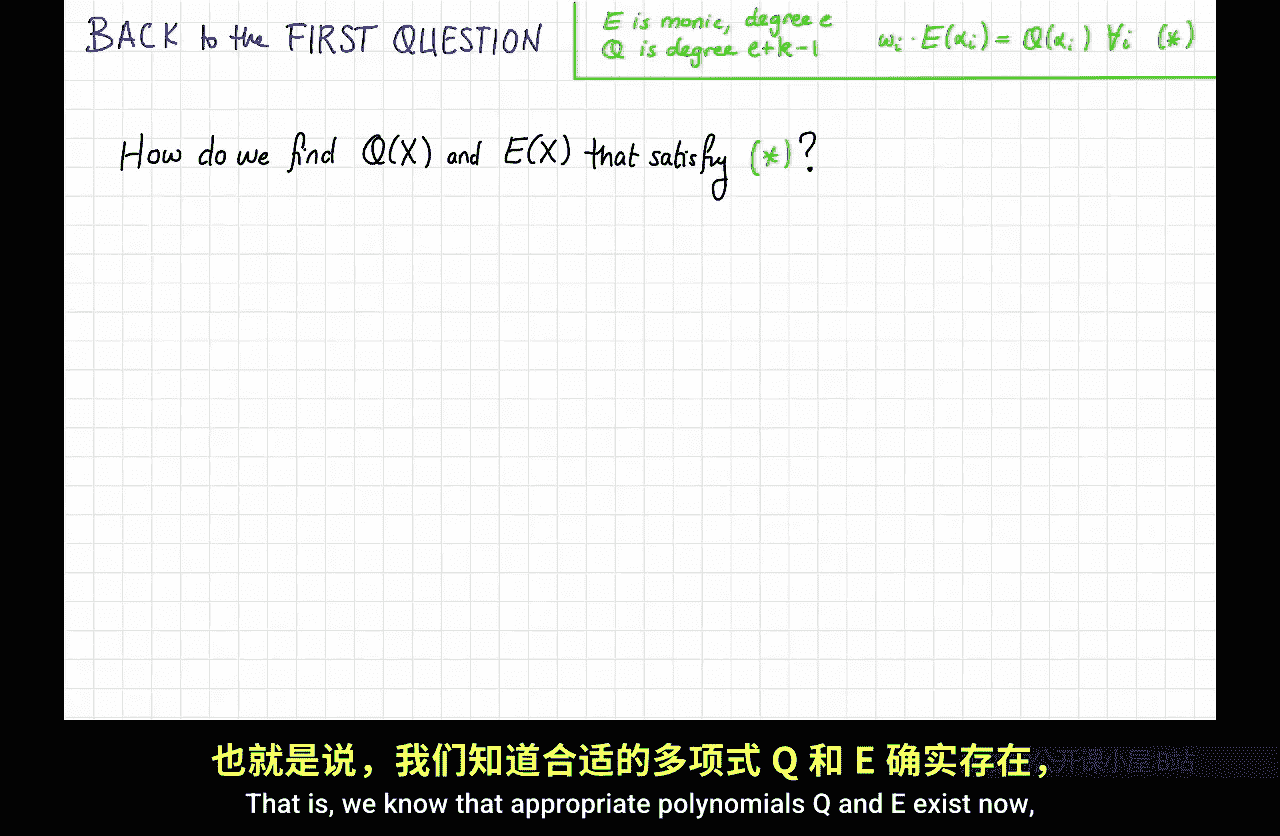 BACK to the FIRST QUESTION
E is monic, degree e
Q is degree e+k-1
wᵢ · E(αᵢ) = Q(αᵢ) ∀i (*)
How do we find Q(X) and E(X) that satisfy (*)?
也就是说，我们知道合适的多项式 Q 和 E 确实存在，
That is, we know that appropriate polynomials Q and E exist now,